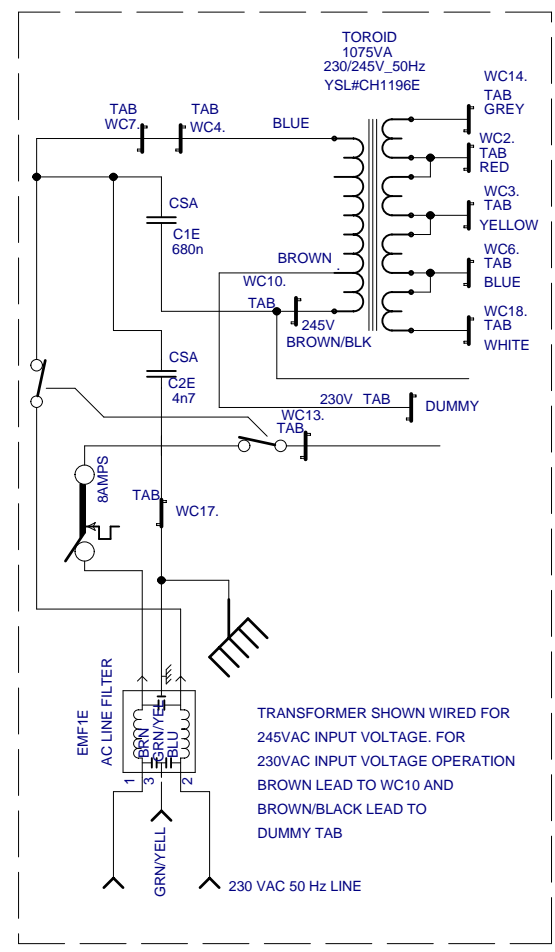 TOROID
1075VA
230/245V_50Hz
YSL#CH1196E
WC14.
TAB
GREY
TAB
WC7.
TAB
WC4.
BLUE
WC2.
TAB
RED
CSA
C1E
680n
WC3.
TAB
YELLOW
BROWN
WC10.
TAB
WC6.
TAB
BLUE
245V
BROWN/BLK
WC18.
TAB
WHITE
CSA
C2E
4n7
230V TAB
DUMMY
WC13.
TAB
8AMPS
TAB
WC17.
EMF1E
AC LINE FILTER
BRN
GRN/YEL
BLU
1
3
2
TRANSFORMER SHOWN WIRED FOR
245VAC INPUT VOLTAGE. FOR
230VAC INPUT VOLTAGE OPERATION
BROWN LEAD TO WC10 AND
BROWN/BLACK LEAD TO
DUMMY TAB
GRN/YELL
230 VAC 50 Hz LINE